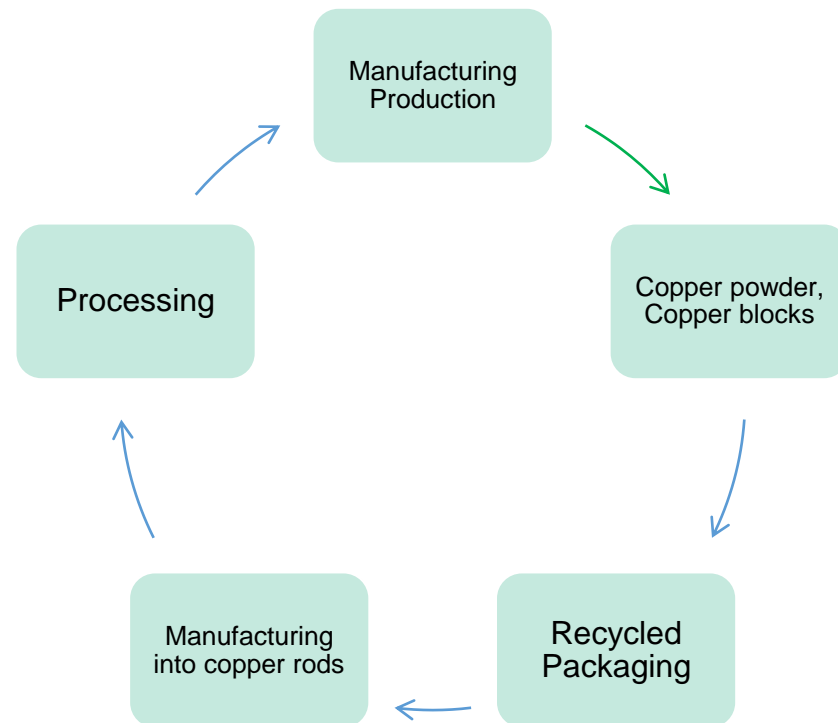 Manufacturing
Production
Copper powder,
Copper blocks
Recycled
Packaging
Manufacturing
into copper rods
Processing